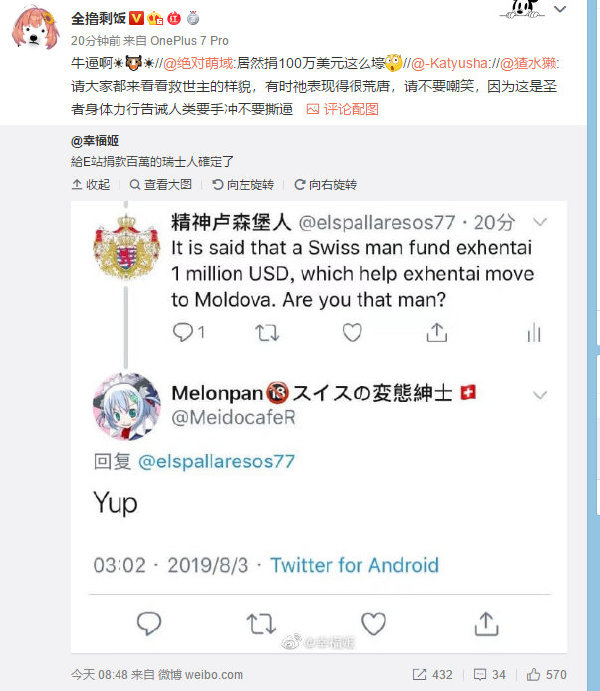 全撸剩饭
20分钟前 来自 OnePlus 7 Pro
牛逼啊//@绝对萌域:居然捐100万美元这么壕//@-Katyusha://@猹水獭:
请大家都来看看救世主的样貌，有时祂表现得很荒唐，请不要嘲笑，因为这是圣
者身体力行告诫人类要手冲不要撕逼 评论配图
@幸福姬
給E站捐款百萬的瑞士人確定了
收起 查看大图 向左旋转 向右旋转
精神卢森堡人 @elspallaresos77 · 20分
It is said that a Swiss man fund exhentai
1 million USD, which help exhentai move
to Moldova. Are you that man?
1
Melonpan🔞スイスの変態紳士🇨🇭
@MeidocafeR
回复 @elspallaresos77
Yup
03:02 · 2019/8/3 · Twitter for Android
@幸福姬
今天 08:48 来自 微博 weibo.com 432 34 570